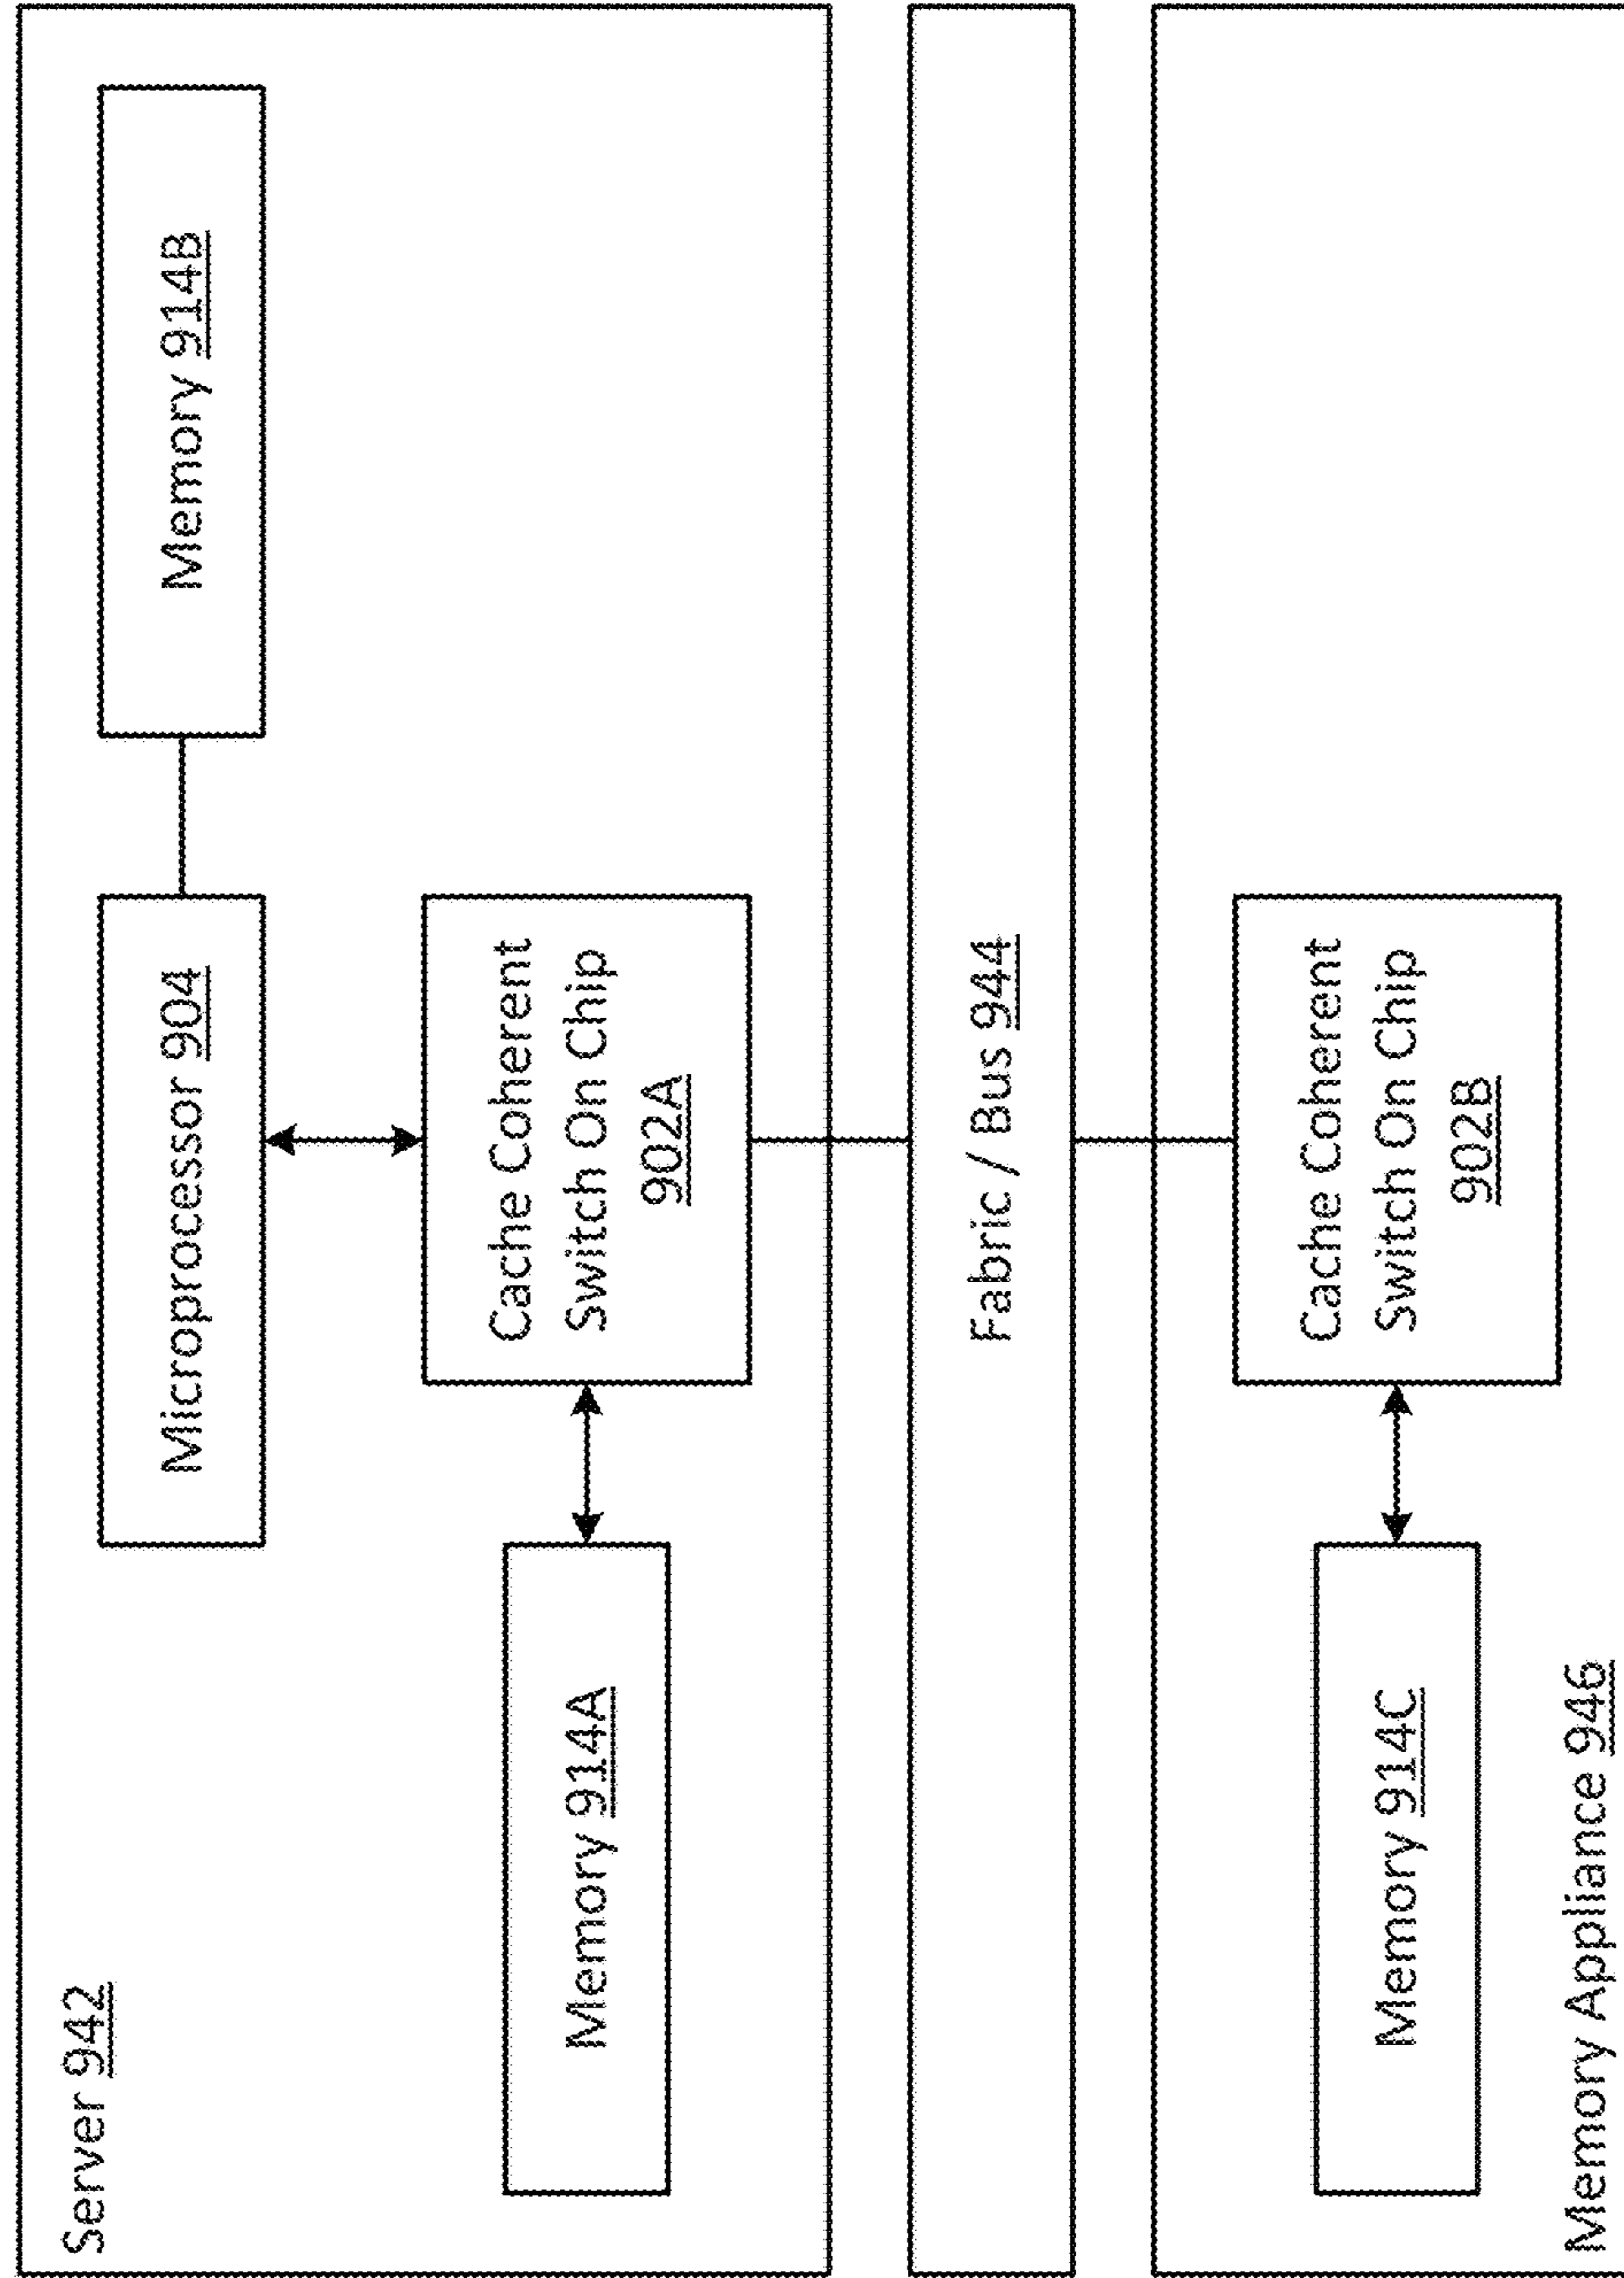 Server 942
Microprocessor 904
Memory 914B
Memory 914A
Cache Coherent
Switch On Chip
902A
Fabric / Bus 944
Memory 914C
Cache Coherent
Switch On Chip
902B
Memory Appliance 946